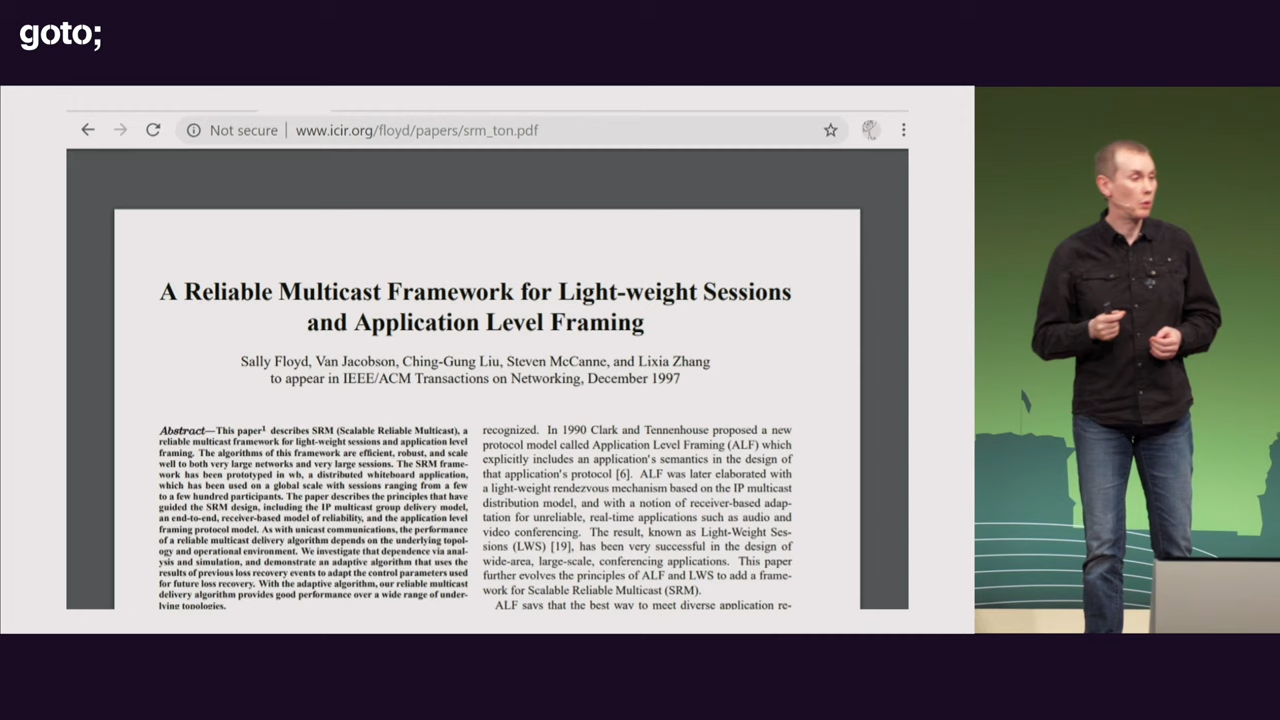 goto;
Not secure | www.icir.org/floyd/papers/srm_ton.pdf
A Reliable Multicast Framework for Light-weight Sessions
and Application Level Framing
Sally Floyd, Van Jacobson, Ching-Gung Liu, Steven McCanne, and Lixia Zhang
to appear in IEEE/ACM Transactions on Networking, December 1997
Abstract—This paper¹ describes SRM (Scalable Reliable Multicast), a
reliable multicast framework for light-weight sessions and application level
framing. The algorithms of this framework are efficient, robust, and scale
well to both very large networks and very large sessions. The SRM frame-
work has been prototyped in wb, a distributed whiteboard application,
which has been used on a global scale with sessions ranging from a few
to a few hundred participants. The paper describes the principles that have
guided the SRM design, including the IP multicast group delivery model,
an end-to-end, receiver-based model of reliability, and the application level
framing protocol model. As with unicast communications, the performance
of a reliable multicast delivery algorithm depends on the underlying topol-
ogy and operational environment. We investigate that dependence via anal-
ysis and simulation, and demonstrate an adaptive algorithm that uses the
results of previous loss recovery events to adapt the control parameters used
for future loss recovery. With the adaptive algorithm, our reliable multicast
delivery algorithm provides good performance over a wide range of under-
lying topologies.
recognized. In 1990 Clark and Tennenhouse proposed a new
protocol model called Application Level Framing (ALF) which
explicitly includes an application's semantics in the design of
that application's protocol [6]. ALF was later elaborated with
a light-weight rendezvous mechanism based on the IP multicast
distribution model, and with a notion of receiver-based adap-
tation for unreliable, real-time applications such as audio and
video conferencing. The result, known as Light-Weight Ses-
sions (LWS) [19], has been very successful in the design of
wide-area, large-scale, conferencing applications. This paper
further evolves the principles of ALF and LWS to add a frame-
work for Scalable Reliable Multicast (SRM).
ALF says that the best way to meet diverse application re-